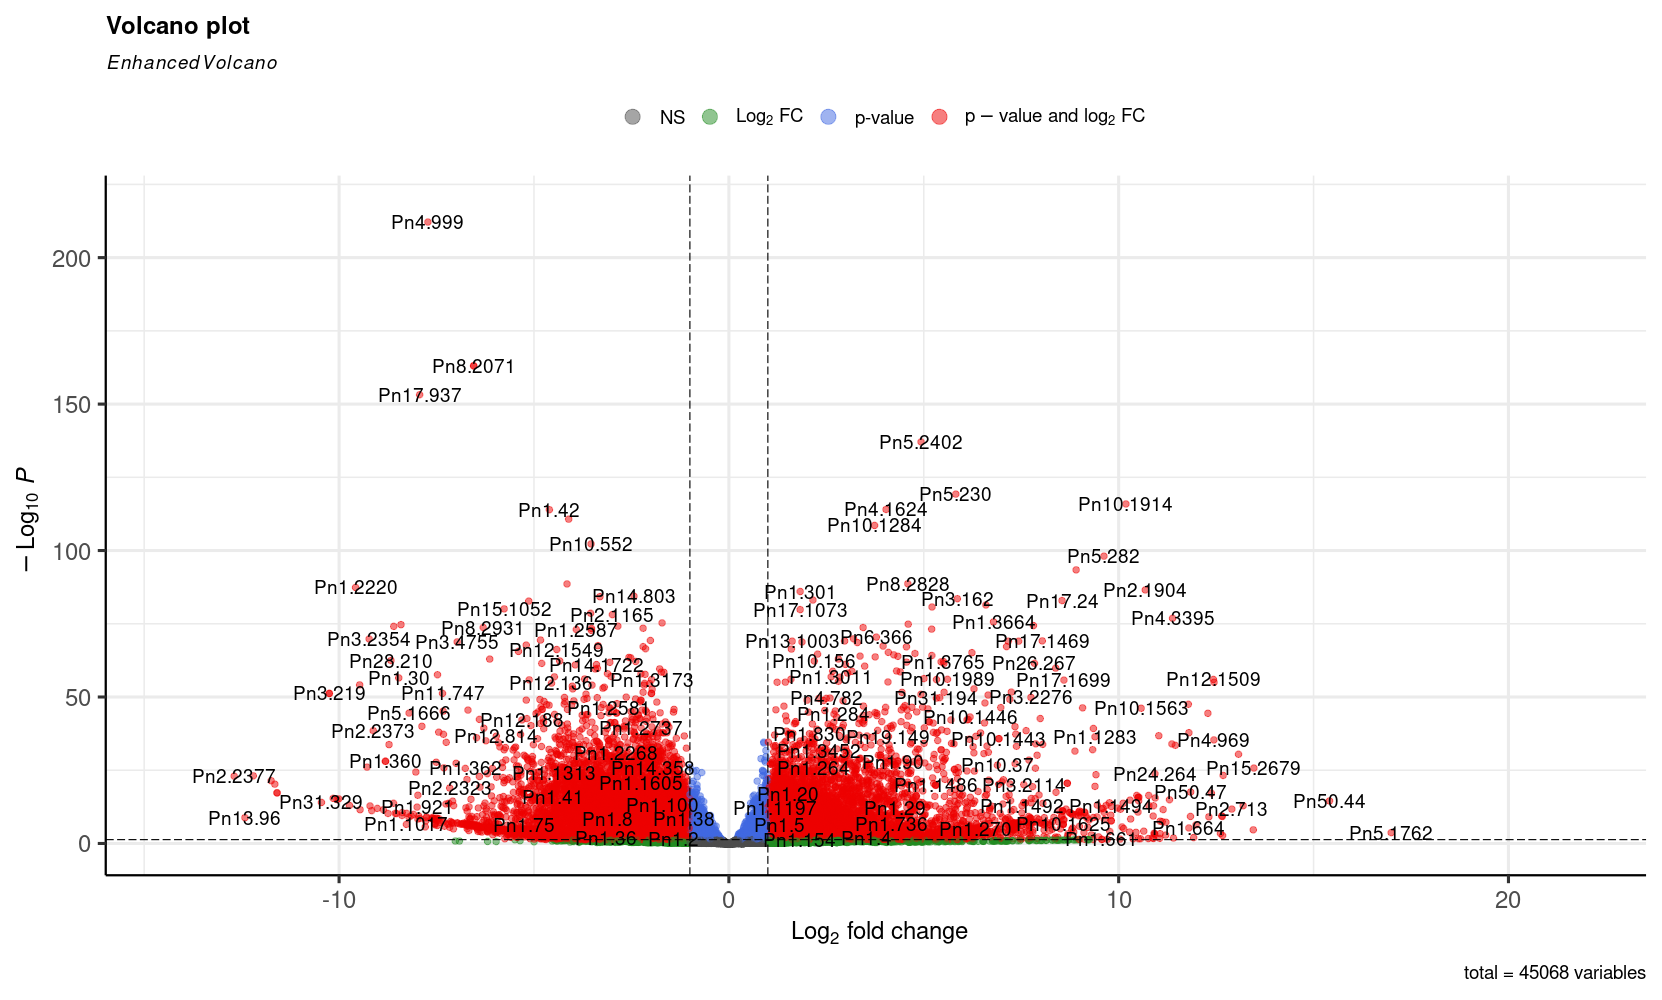 Volcano plot
EnhancedVolcano
NS Log2 FC p-value p − value and log2 FC
− Log10 P
200
150
100
50
0
Pn4.999
Pn8.2071
Pn17.937
Pn5.2402
Pn5.230
Pn10.1914
Pn1.42
Pn4.1624
Pn10.1284
Pn10.552
Pn5.282
Pn1.2220
Pn8.2828
Pn2.1904
Pn14.803
Pn1.301
Pn3.162
Pn17.24
Pn15.1052
Pn2.1165
Pn17.1073
Pn4.3395
Pn8.2931
Pn1.2587
Pn1.3664
Pn3.2354
Pn3.4755
Pn13.1003
Pn6.366
Pn17.1469
Pn12.1549
Pn28.210
Pn14.1722
Pn10.156
Pn1.3765
Pn26.267
Pn1.30
Pn12.136
Pn1.3173
Pn1.3011
Pn10.1989
Pn17.1699
Pn12.1509
Pn3.219
Pn11.747
Pn4.782
Pn31.194
Pn3.2276
Pn5.1666
Pn1.2581
Pn1.284
Pn10.1446
Pn10.1563
Pn12.188
Pn2.2373
Pn12.814
Pn1.2737
Pn1.830
Pn19.149
Pn10.1443
Pn1.1283
Pn4.969
Pn1.360
Pn1.2268
Pn1.3452
Pn1.362
Pn1.1313
Pn14.358
Pn1.264
Pn1.90
Pn10.37
Pn15.2679
Pn2.2377
Pn2.2323
Pn1.1605
Pn1.1486
Pn3.2114
Pn24.264
Pn31.329
Pn1.921
Pn1.41
Pn1.100
Pn1.20
Pn1.1197
Pn1.29
Pn1.1492
Pn1.1494
Pn50.47
Pn2.713
Pn50.44
Pn13.96
Pn1.1017
Pn1.75
Pn1.8
Pn1.38
Pn1.5
Pn1.736
Pn1.270
Pn10.1625
Pn1.664
Pn5.1762
Pn1.36
Pn1.2
Pn1.154
Pn1.4
Pn1.661
-10 0 10 20
Log2 fold change
total = 45068 variables